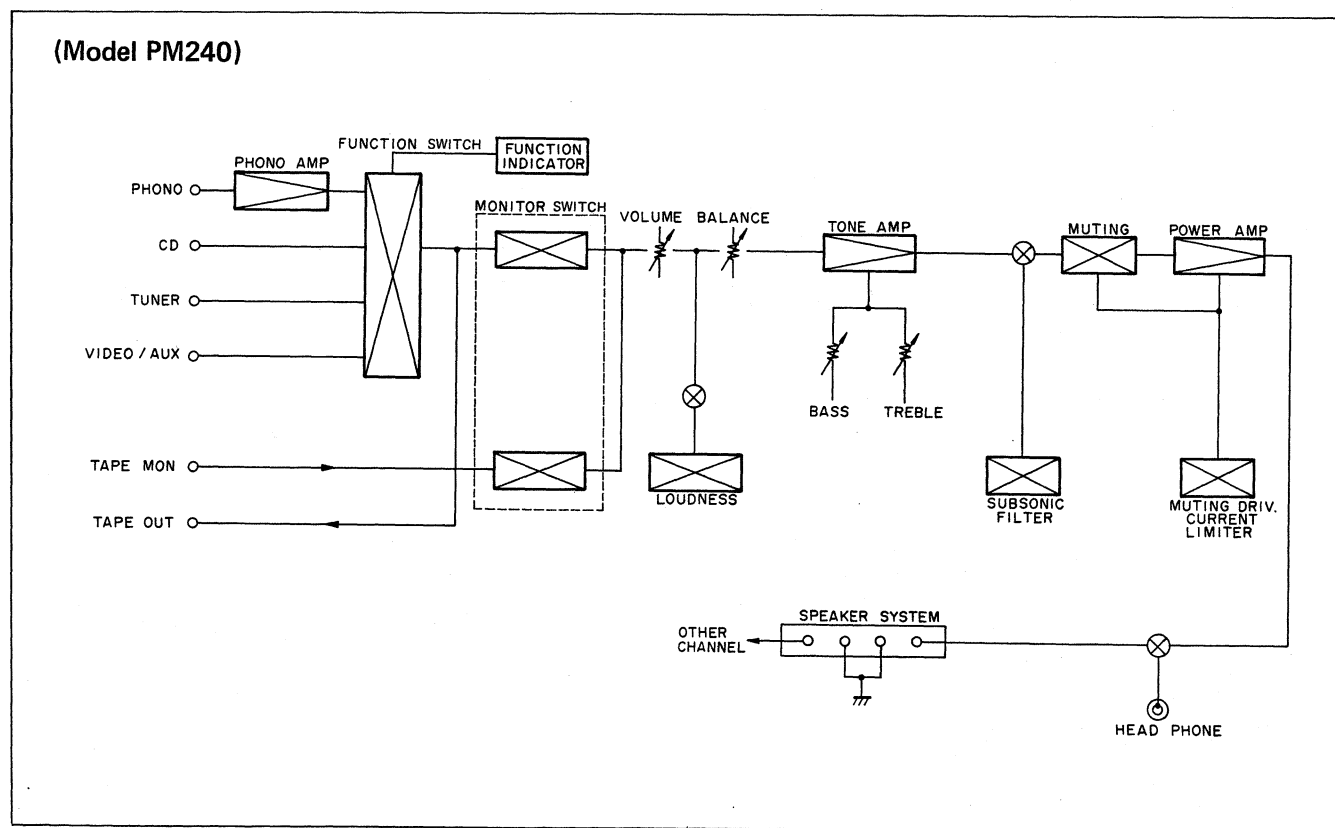 (Model PM240)
FUNCTION SWITCH
FUNCTION
INDICATOR
PHONO AMP
PHONO
MONITOR SWITCH
VOLUME BALANCE
TONE AMP
MUTING
POWER AMP
CD
TUNER
VIDEO / AUX
BASS
TREBLE
TAPE MON
LOUDNESS
TAPE OUT
SUBSONIC
FILTER
MUTING DRIV.
CURRENT
LIMITER
SPEAKER SYSTEM
OTHER
CHANNEL
HEAD PHONE